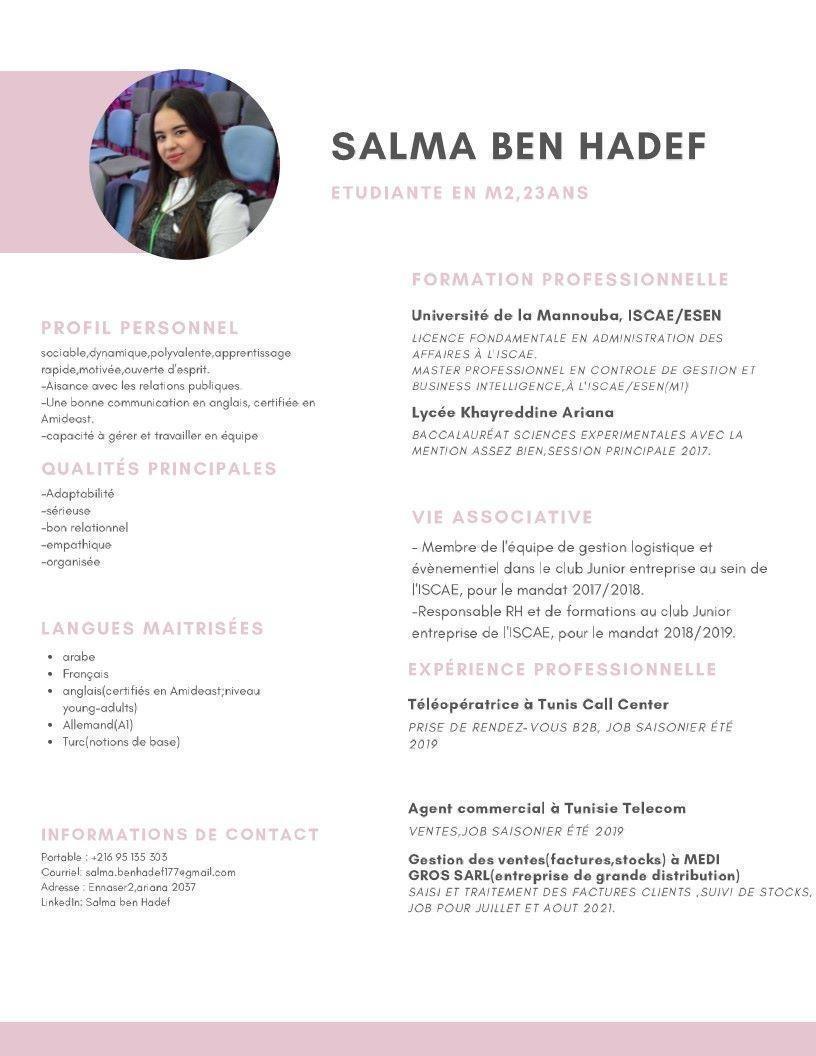 SALMA BEN HADEF
ETUDIANTE EN M2,23ANS
PROFIL PERSONNEL
sociable,dynamique,polyvalente,apprentissage
rapide,motivée,ouverte d'esprit.
-Aisance avec les relations publiques.
-Une bonne communication en anglais, certifiée en
Amideast.
-capacité à gérer et travailler en équipe
QUALITÉS PRINCIPALES
-Adaptabilité
-sérieuse
-bon relationnel
-empathique
-organisée
LANGUES MAITRISÉES
• arabe
• Français
• anglais(certifiés en Amideast;niveau
young-adults)
• Allemand(A1)
• Turc(notions de base)
INFORMATIONS DE CONTACT
Portable : +216 95 135 303
Courriel: salma.benhadef177@gmail.com
Adresse : Ennaser2,ariana 2037
LinkedIn: Salma ben Hadef
FORMATION PROFESSIONNELLE
Université de la Mannouba, ISCAE/ESEN
LICENCE FONDAMENTALE EN ADMINISTRATION DES
AFFAIRES À L'ISCAE.
MASTER PROFESSIONNEL EN CONTROLE DE GESTION ET
BUSINESS INTELLIGENCE,À L'ISCAE/ESEN(M1)
Lycée Khayreddine Ariana
BACCALAURÉAT SCIENCES EXPERIMENTALES AVEC LA
MENTION ASSEZ BIEN,SESSION PRINCIPALE 2017.
VIE ASSOCIATIVE
- Membre de l'équipe de gestion logistique et
évènementiel dans le club Junior entreprise au sein de
l'ISCAE, pour le mandat 2017/2018.
-Responsable RH et de formations au club Junior
entreprise de l'ISCAE, pour le mandat 2018/2019.
EXPÉRIENCE PROFESSIONNELLE
Téléopératrice à Tunis Call Center
PRISE DE RENDEZ-VOUS B2B, JOB SAISONIER ÉTÉ
2019
Agent commercial à Tunisie Telecom
VENTES,JOB SAISONIER ÉTÉ 2019
Gestion des ventes(factures,stocks) à MEDI
GROS SARL(entreprise de grande distribution)
SAISI ET TRAITEMENT DES FACTURES CLIENTS ,SUIVI DE STOCKS,
JOB POUR JUILLET ET AOUT 2021.